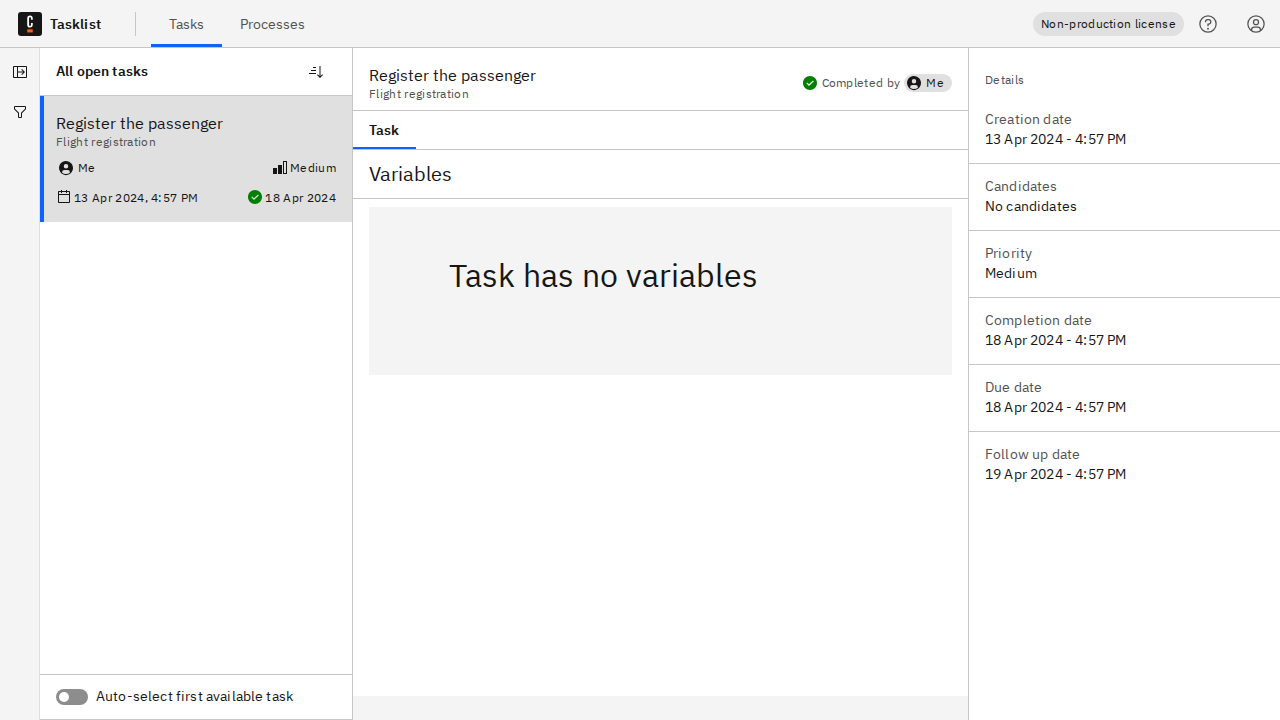 Tasklist
Tasks
Processes
Non-production license
All open tasks
Register the passenger
Flight registration
Me
Medium
13 Apr 2024, 4:57 PM
18 Apr 2024
Auto-select first available task
Register the passenger
Flight registration
Completed by
Me
Task
Variables
Task has no variables
Details
Creation date
13 Apr 2024 - 4:57 PM
Candidates
No candidates
Priority
Medium
Completion date
18 Apr 2024 - 4:57 PM
Due date
18 Apr 2024 - 4:57 PM
Follow up date
19 Apr 2024 - 4:57 PM